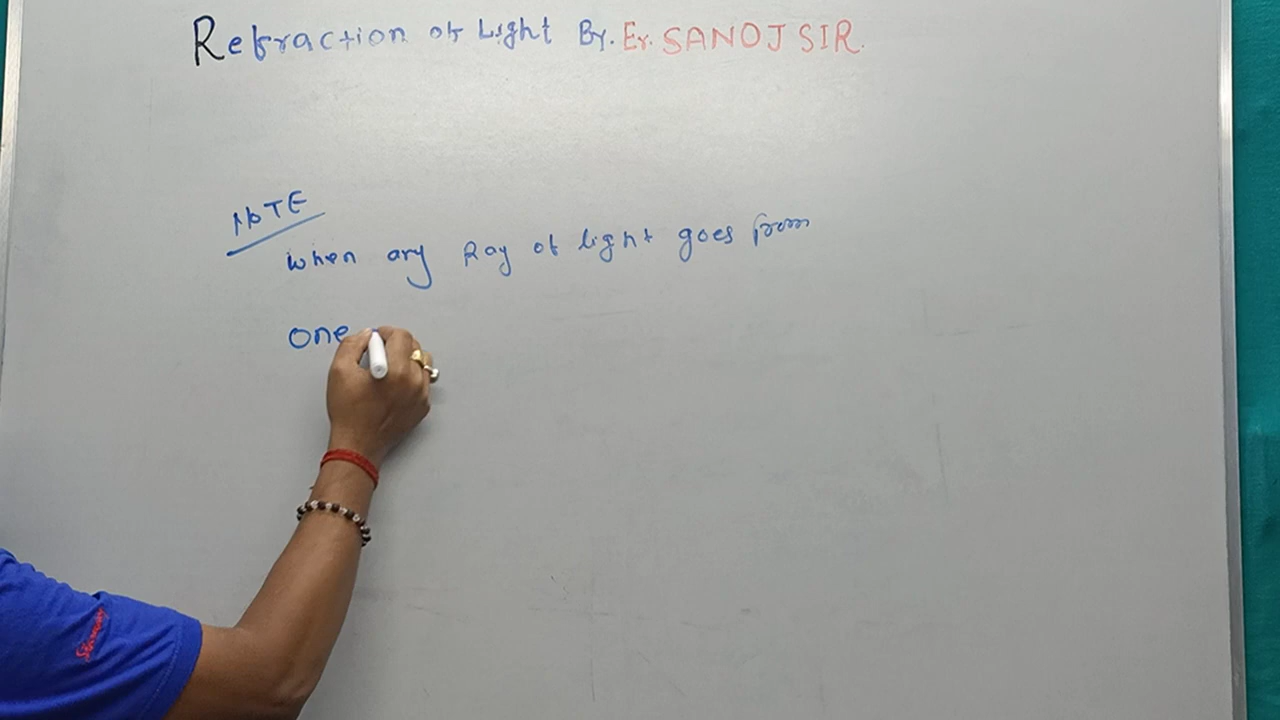 Refraction of Light By. Er. SANOJ SIR.
NOTE
when any Ray of light goes from
one